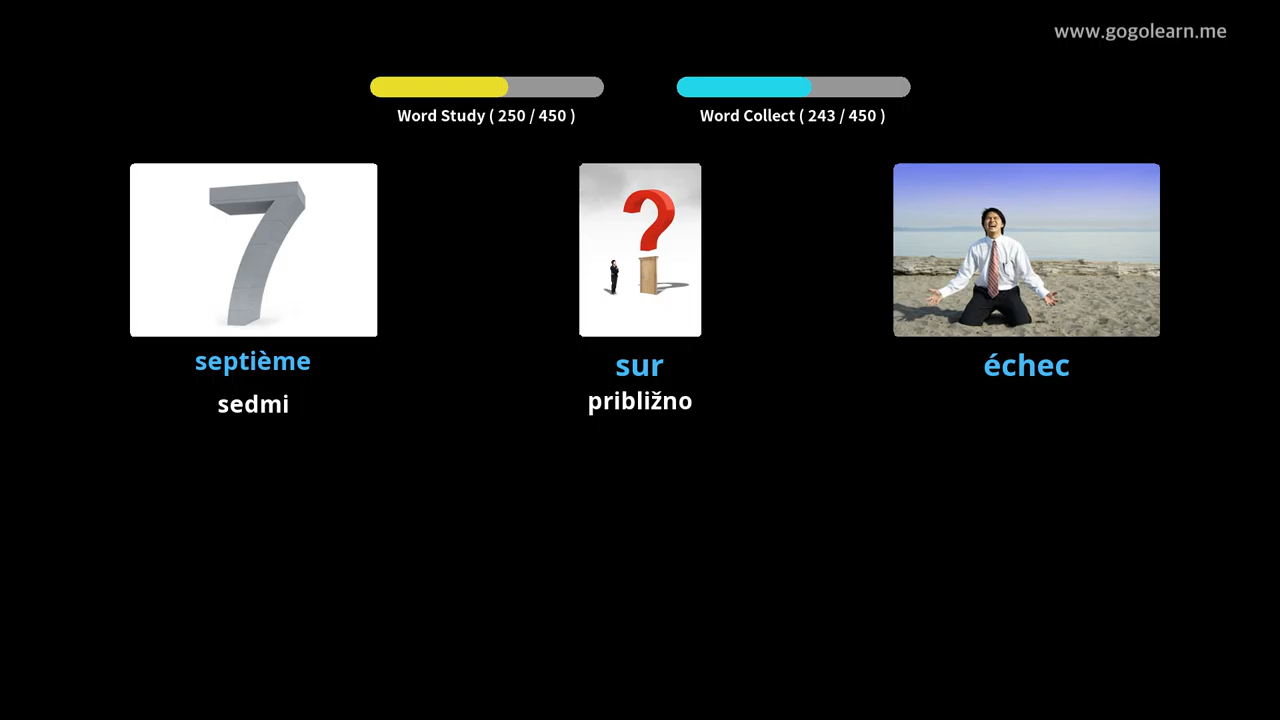 www.gogolearn.me
Word Study ( 250 / 450 )
Word Collect ( 243 / 450 )
7
?
septième
sur
échec
sedmi
približno